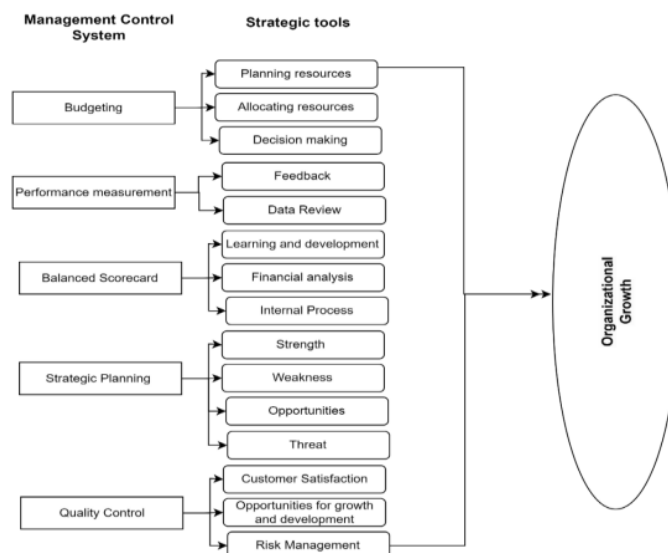 Management Control
System
Strategic tools
Budgeting
Planning resources
Allocating resources
Decision making
Performance measurement
Feedback
Data Review
Balanced Scorecard
Learning and development
Financial analysis
Internal Process
Strategic Planning
Strength
Weakness
Opportunities
Threat
Quality Control
Customer Satisfaction
Opportunities for growth
and development
Risk Management
Organizational
Growth